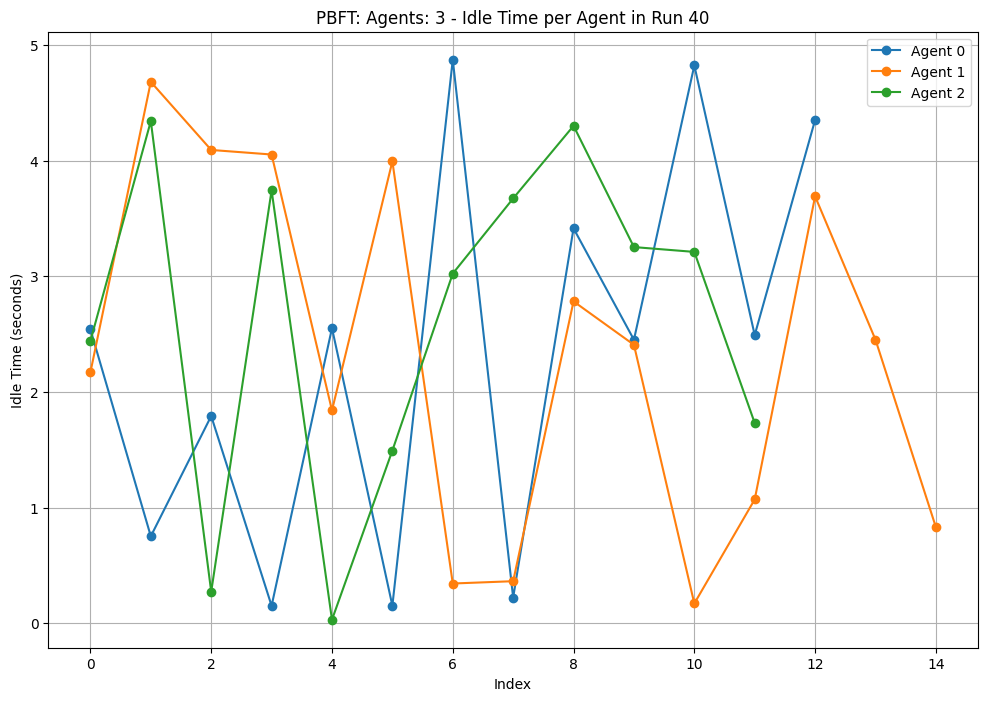 PBFT: Agents: 3 - Idle Time per Agent in Run 40
Agent 0
Agent 1
Agent 2
Idle Time (seconds)
5
4
3
2
1
0
0 2 4 6 8 10 12 14
Index